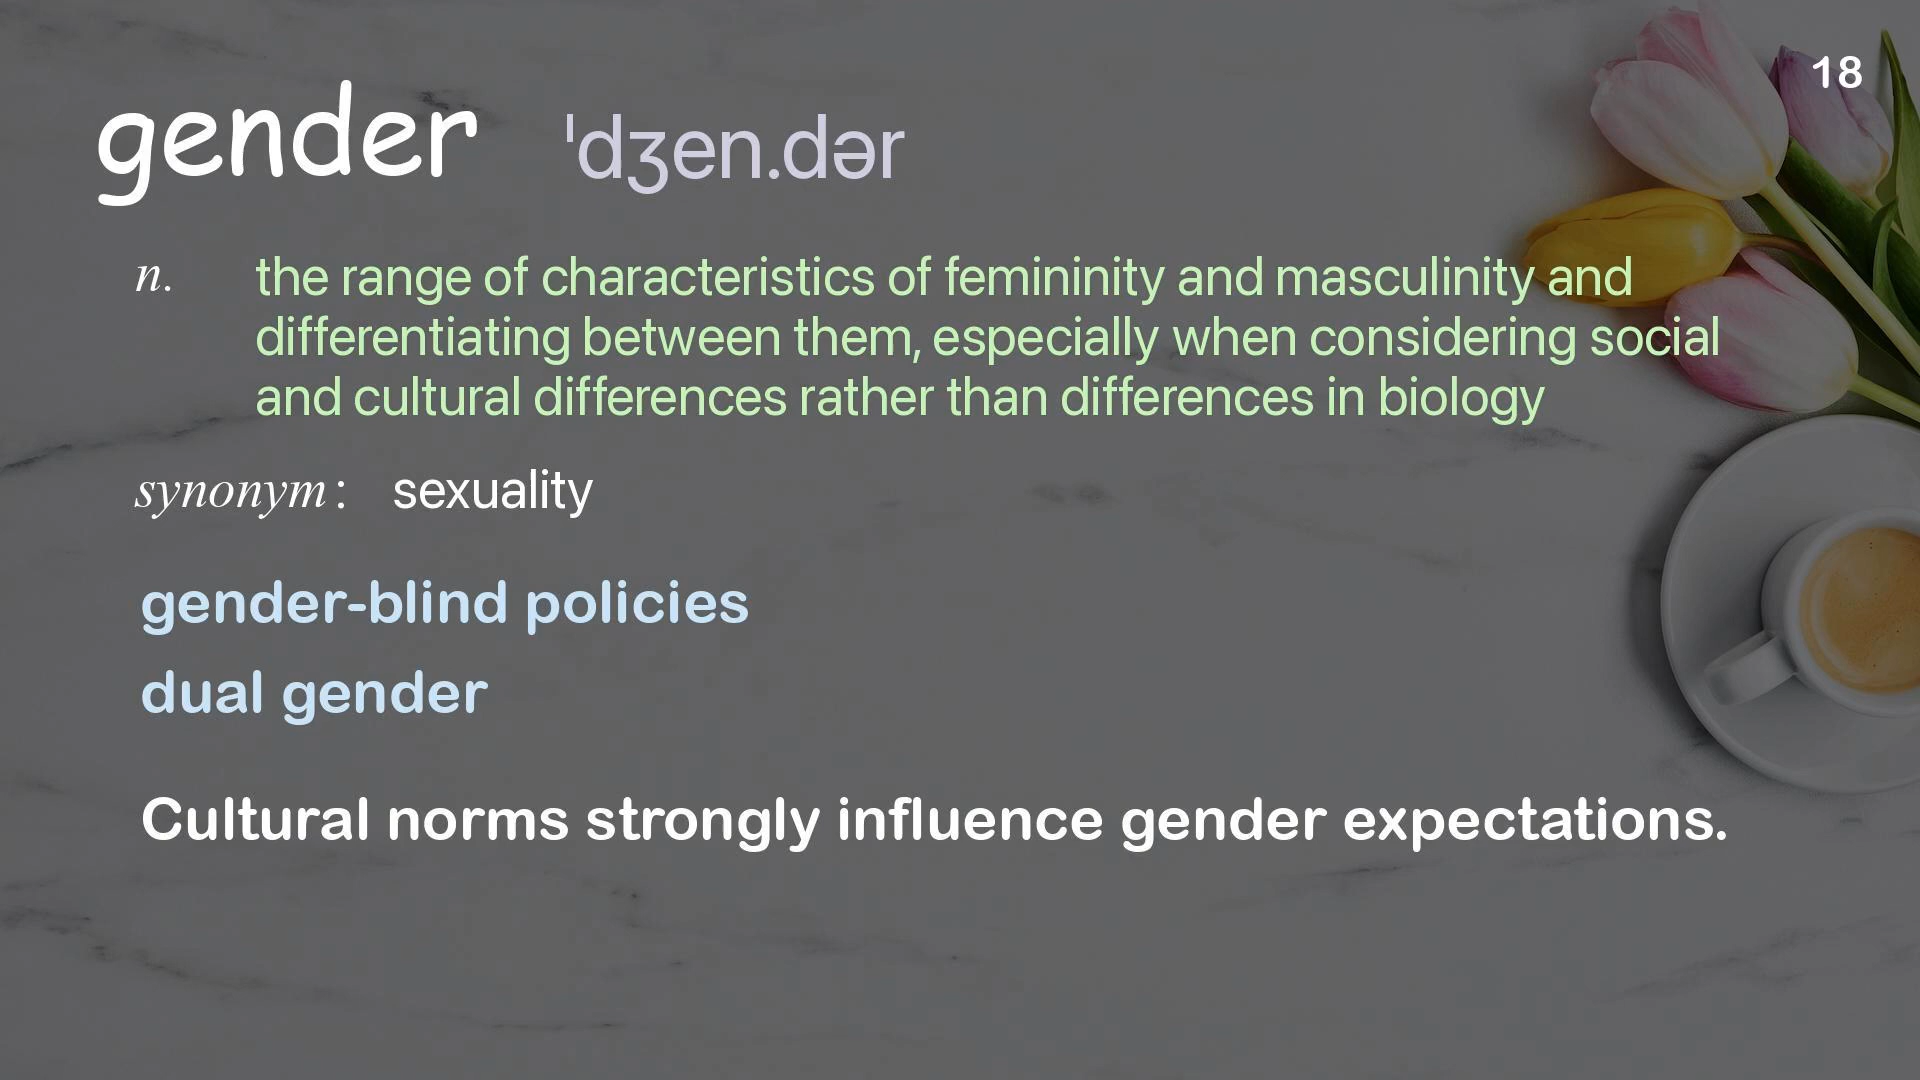 18
gender ˈdʒen.dər
n. the range of characteristics of femininity and masculinity and
differentiating between them, especially when considering social
and cultural differences rather than differences in biology
synonym: sexuality
gender-blind policies
dual gender
Cultural norms strongly influence gender expectations.